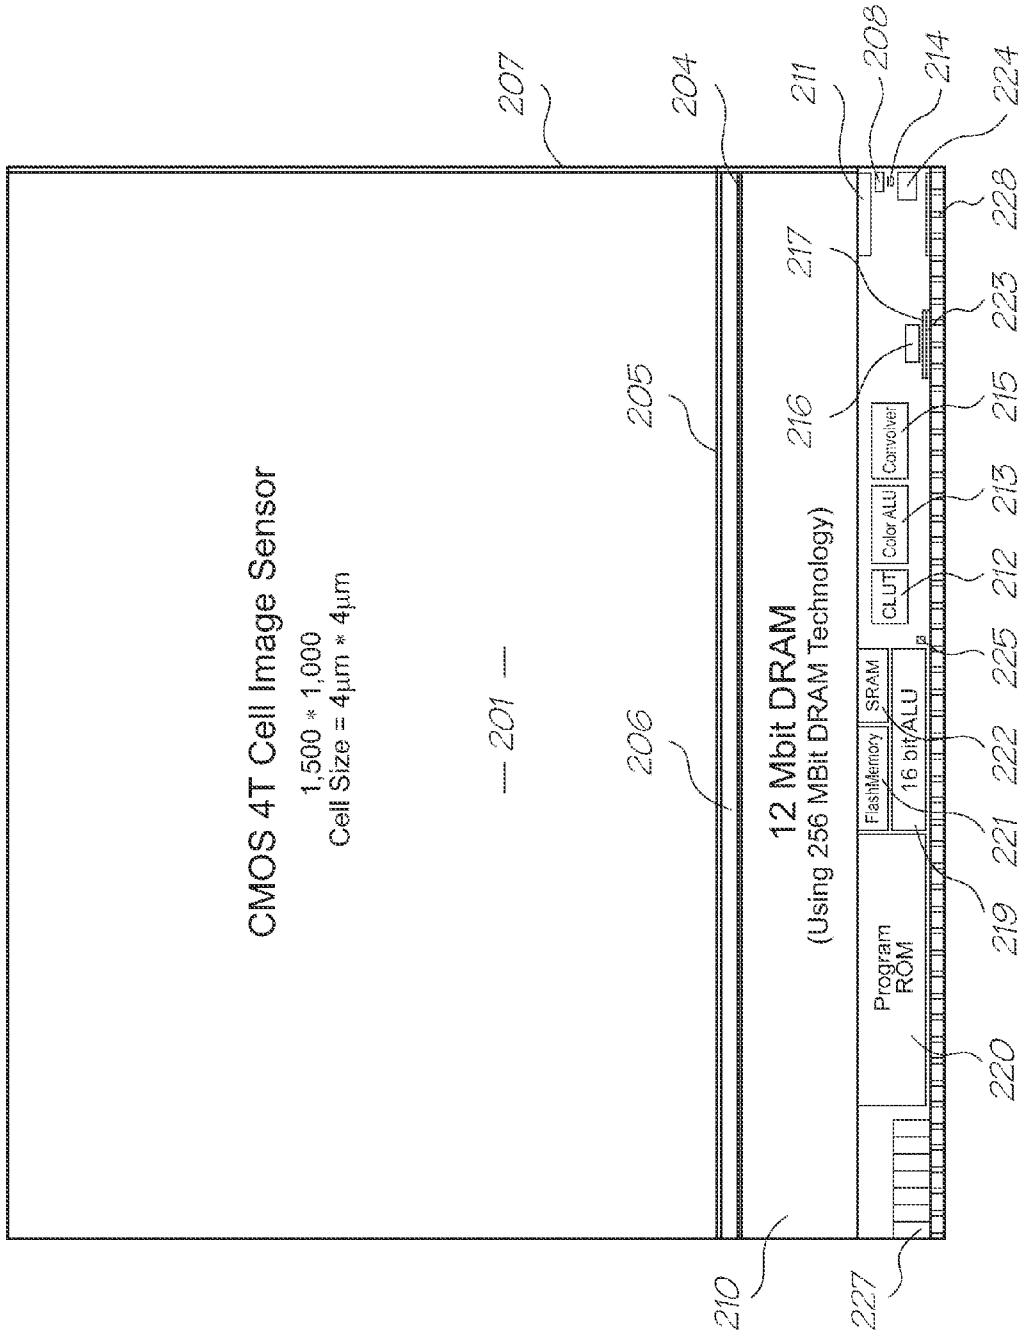 CMOS 4T Cell Image Sensor
1,500 * 1,000
Cell Size = 4µm * 4µm
— 201 —
207
205
206
204
12 Mbit DRAM
(Using 256 MBit DRAM Technology)
210
211
208
214
224
228
217
216
223
Convolver
215
Color ALU
213
CLUT
212
225
SRAM
222
FlashMemory
221
16 bit ALU
219
Program
ROM
220
227